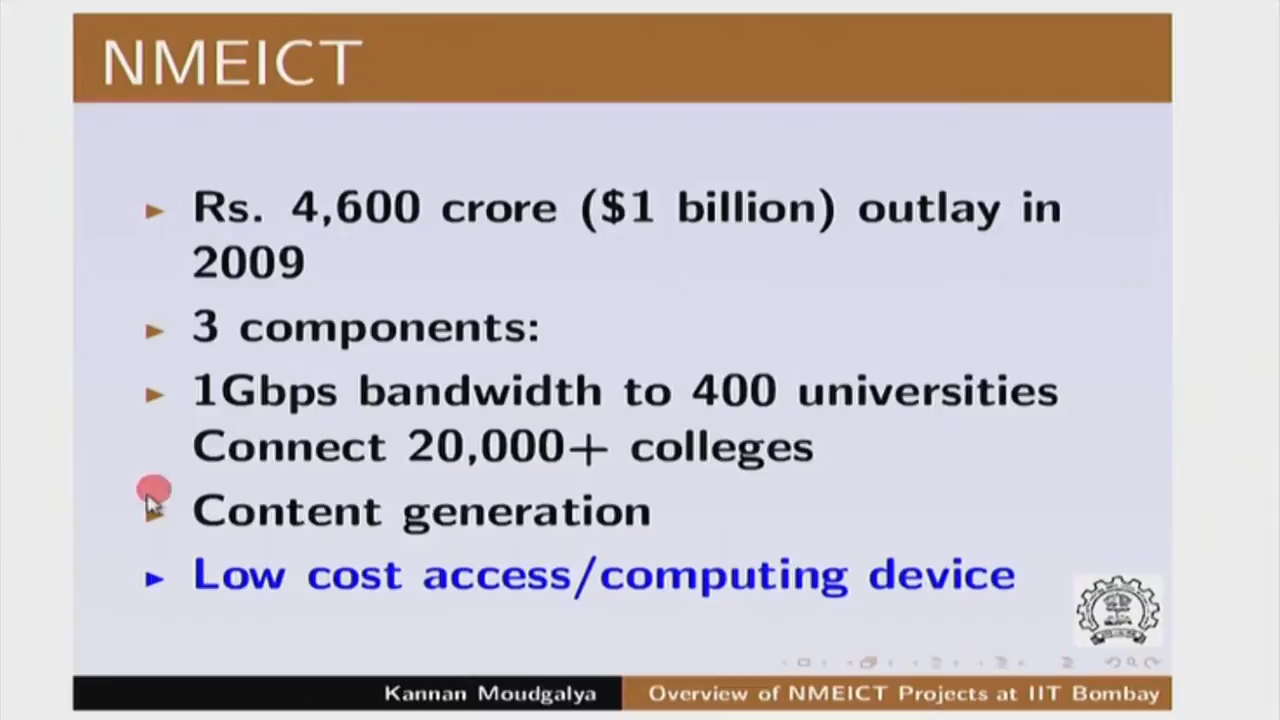 NMEICT
Rs. 4,600 crore ($1 billion) outlay in
2009
3 components:
1Gbps bandwidth to 400 universities
Connect 20,000+ colleges
Content generation
Low cost access/computing device
Kannan Moudgalya
Overview of NMEICT Projects at IIT Bombay